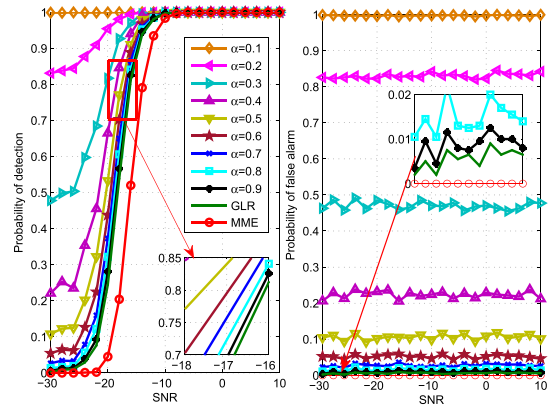 Probability of detection
1
0.9
0.8
0.7
0.6
0.5
0.4
0.3
0.2
0.1
0
−30
−20
−10
0
10
SNR
α=0.1
α=0.2
α=0.3
α=0.4
α=0.5
α=0.6
α=0.7
α=0.8
α=0.9
GLR
MME
0.85
0.8
0.75
0.7
−18
−17
−16
Probability of false alarm
1
0.9
0.8
0.7
0.6
0.5
0.4
0.3
0.2
0.1
0
−30
−20
−10
0
10
SNR
0.02
0.01
0